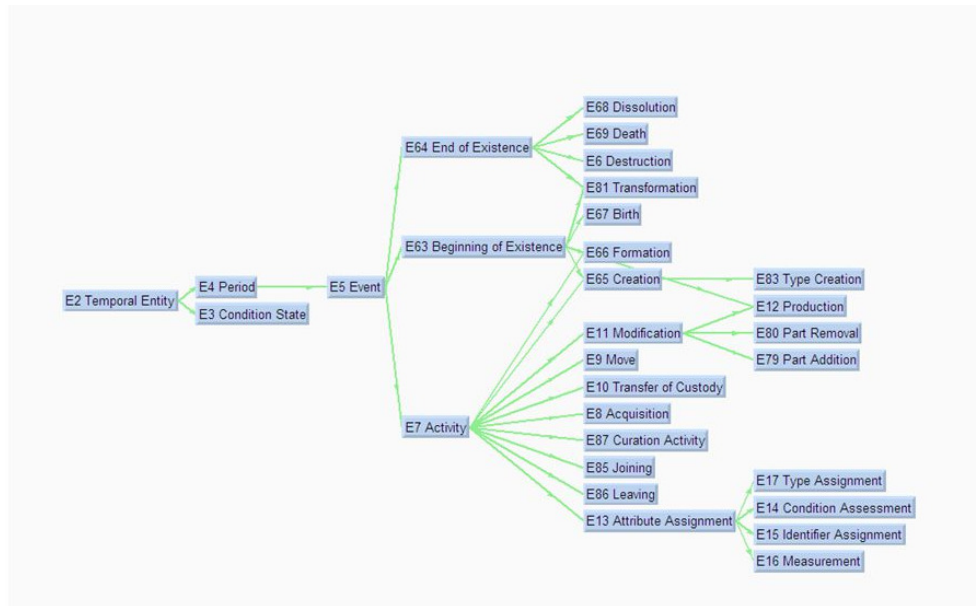 E68 Dissolution
E69 Death
E64 End of Existence
E6 Destruction
E81 Transformation
E67 Birth
E63 Beginning of Existence
E66 Formation
E65 Creation
E83 Type Creation
E4 Period
E5 Event
E2 Temporal Entity
E3 Condition State
E12 Production
E11 Modification
E80 Part Removal
E9 Move
E79 Part Addition
E10 Transfer of Custody
E8 Acquisition
E7 Activity
E87 Curation Activity
E85 Joining
E17 Type Assignment
E86 Leaving
E14 Condition Assessment
E13 Attribute Assignment
E15 Identifier Assignment
E16 Measurement